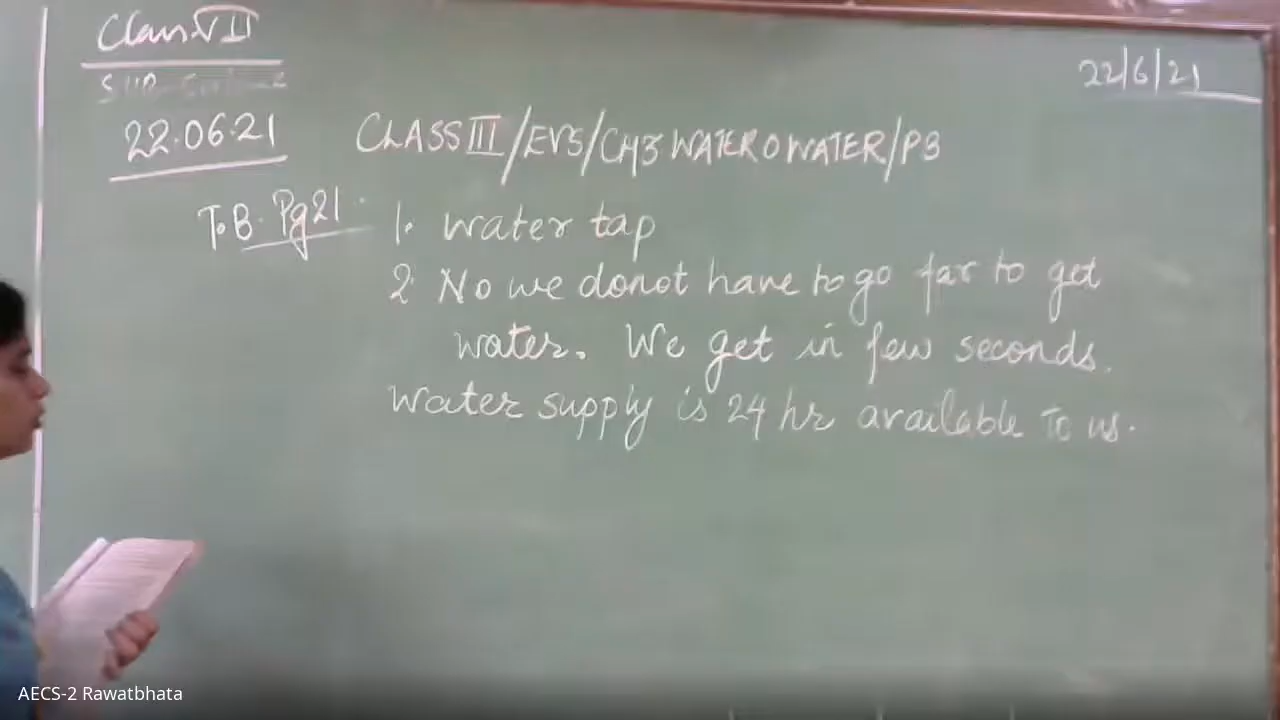 Class VII
22.06.21
22/6/21
CLASS III/EVS/CH3 WATER O WATER/P3
T.B. Pg 21.
1. Water tap
2. No we donot have to go far to get
water. We get in few seconds.
Water supply is 24 hr available To us.
AECS-2 Rawatbhata